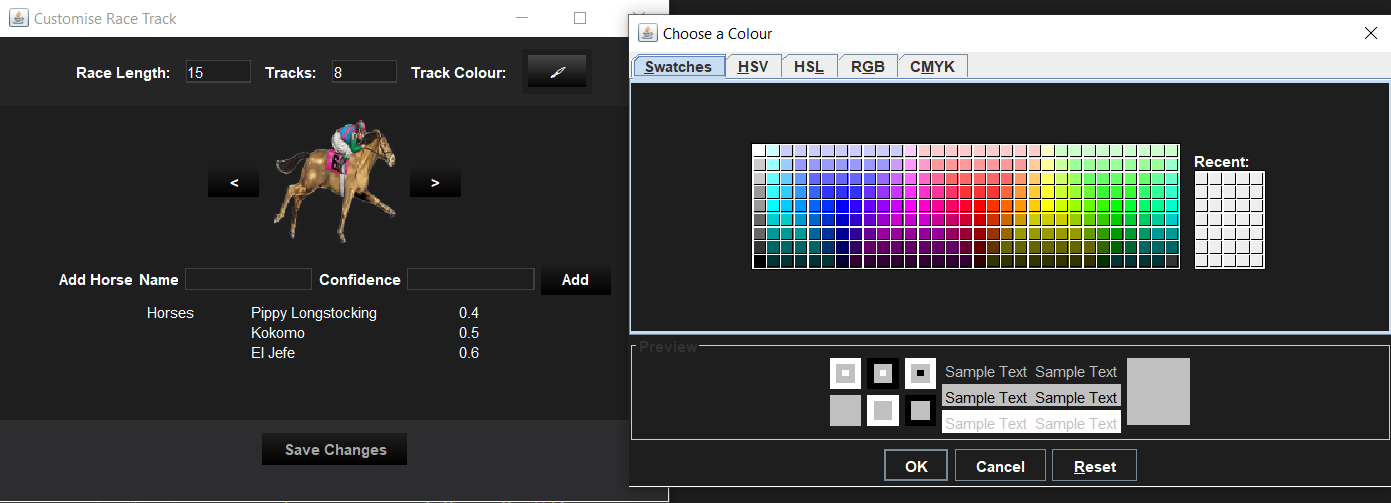 Customise Race Track
Race Length: 15 Tracks: 8 Track Colour:
< >
Add Horse Name Confidence Add
Horses Pippy Longstocking 0.4
Kokomo 0.5
El Jefe 0.6
Save Changes
Choose a Colour
Swatches HSV HSL RGB CMYK
Recent:
Preview
Sample Text Sample Text
Sample Text Sample Text
Sample Text Sample Text
OK Cancel Reset